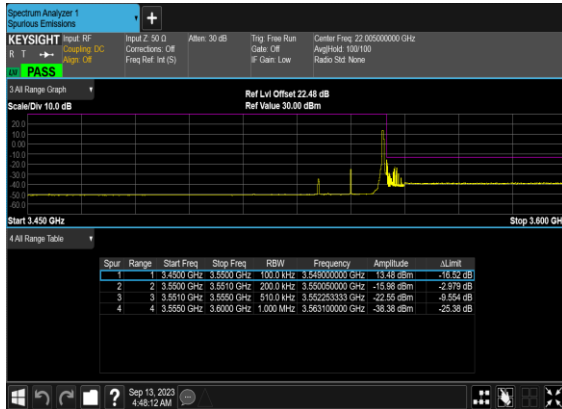 Spectrum Analyzer 1
Spurious Emissions
+
KEYSIGHT Input: RF Input Z: 50 Ω Atten: 30 dB Trig: Free Run Center Freq: 22.005000000 GHz
R T Coupling: DC Corrections: Off Gate: Off Avg|Hold: 100/100
Align: Off Freq Ref: Int (S) IF Gain: Low Radio Std: None
PASS
3 All Range Graph
Ref Lvl Offset 22.48 dB
Scale/Div 10.0 dB Ref Value 30.00 dBm
20.0
10.0
0.00
-10.0
-20.0
-30.0
-40.0
-50.0
-60.0
Start 3.450 GHz Stop 3.600 GH
4 All Range Table
Spur Range Start Freq Stop Freq RBW Frequency Amplitude ΔLimit
1 1 3.4500 GHz 3.5500 GHz 100.0 kHz 3.549000000 GHz 13.48 dBm -16.52 dB
2 2 3.5500 GHz 3.5510 GHz 200.0 kHz 3.550050000 GHz -15.98 dBm -2.979 dB
3 3 3.5510 GHz 3.5550 GHz 510.0 kHz 3.552253333 GHz -22.55 dBm -9.554 dB
4 4 3.5550 GHz 3.6000 GHz 1.000 MHz 3.563100000 GHz -38.38 dBm -25.38 dB
? Sep 13, 2023
4:48:12 AM